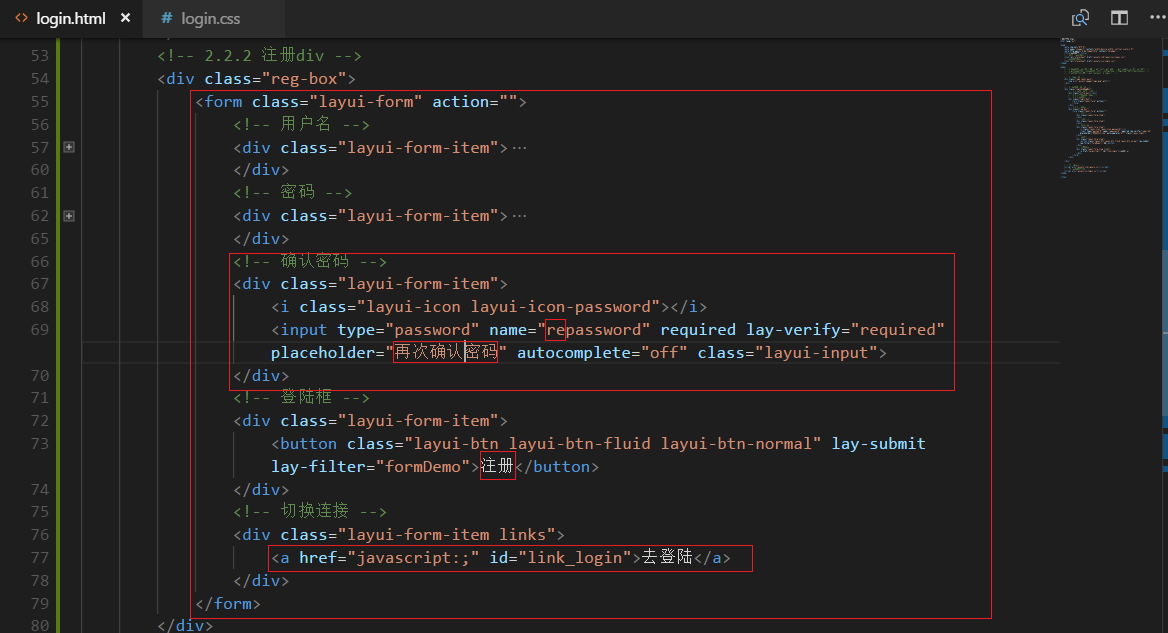 login.html × # login.css
53 <!-- 2.2.2 注册div -->
54 <div class="reg-box">
55 <form class="layui-form" action="">
56 <!-- 用户名 -->
57 <div class="layui-form-item">…
60 </div>
61 <!-- 密码 -->
62 <div class="layui-form-item">…
65 </div>
66 <!-- 确认密码 -->
67 <div class="layui-form-item">
68 <i class="layui-icon layui-icon-password"></i>
69 <input type="password" name="repassword" required lay-verify="required"
placeholder="再次确认密码" autocomplete="off" class="layui-input">
70 </div>
71 <!-- 登陆框 -->
72 <div class="layui-form-item">
73 <button class="layui-btn layui-btn-fluid layui-btn-normal" lay-submit
lay-filter="formDemo">注册</button>
74 </div>
75 <!-- 切换连接 -->
76 <div class="layui-form-item links">
77 <a href="javascript:;" id="link_login">去登陆</a>
78 </div>
79 </form>
80 </div>